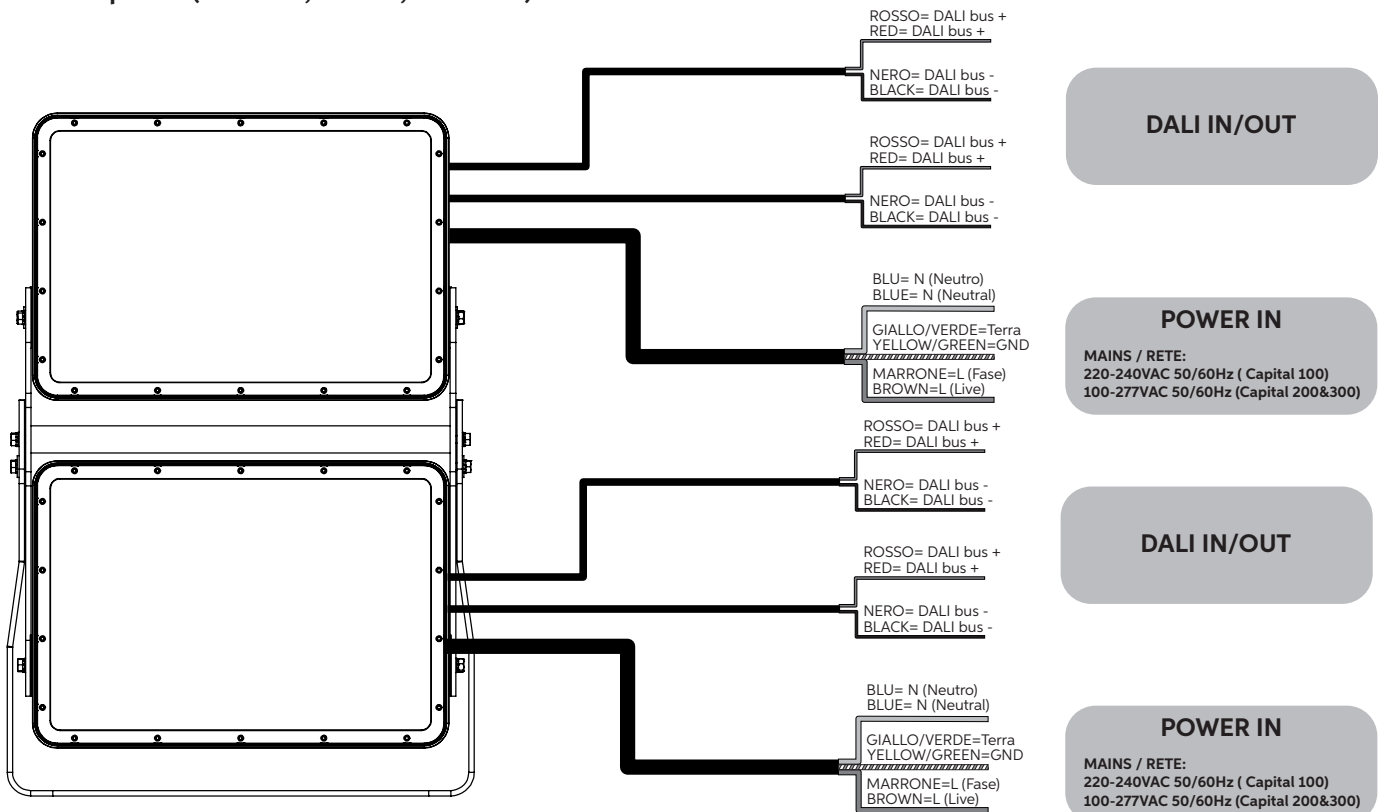 ROSSO= DALI bus +
RED= DALI bus +
NERO= DALI bus -
BLACK= DALI bus -
DALI IN/OUT
ROSSO= DALI bus +
RED= DALI bus +
NERO= DALI bus -
BLACK= DALI bus -
BLU= N (Neutro)
BLUE= N (Neutral)
GIALLO/VERDE=Terra
YELLOW/GREEN=GND
MARRONE=L (Fase)
BROWN=L (Live)
POWER IN
MAINS / RETE:
220-240VAC 50/60Hz ( Capital 100)
100-277VAC 50/60Hz (Capital 200&300)
ROSSO= DALI bus +
RED= DALI bus +
NERO= DALI bus -
BLACK= DALI bus -
DALI IN/OUT
ROSSO= DALI bus +
RED= DALI bus +
NERO= DALI bus -
BLACK= DALI bus -
BLU= N (Neutro)
BLUE= N (Neutral)
GIALLO/VERDE=Terra
YELLOW/GREEN=GND
MARRONE=L (Fase)
BROWN=L (Live)
POWER IN
MAINS / RETE:
220-240VAC 50/60Hz ( Capital 100)
100-277VAC 50/60Hz (Capital 200&300)